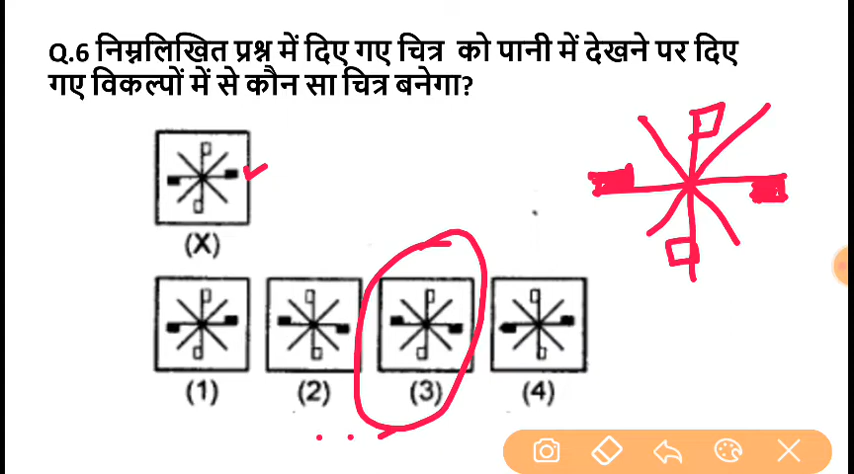 Q.6 निम्नलिखित प्रश्न में दिए गए चित्र को पानी में देखने पर दिए
गए विकल्पों में से कौन सा चित्र बनेगा?
(X)
(1) (2) (3) (4)